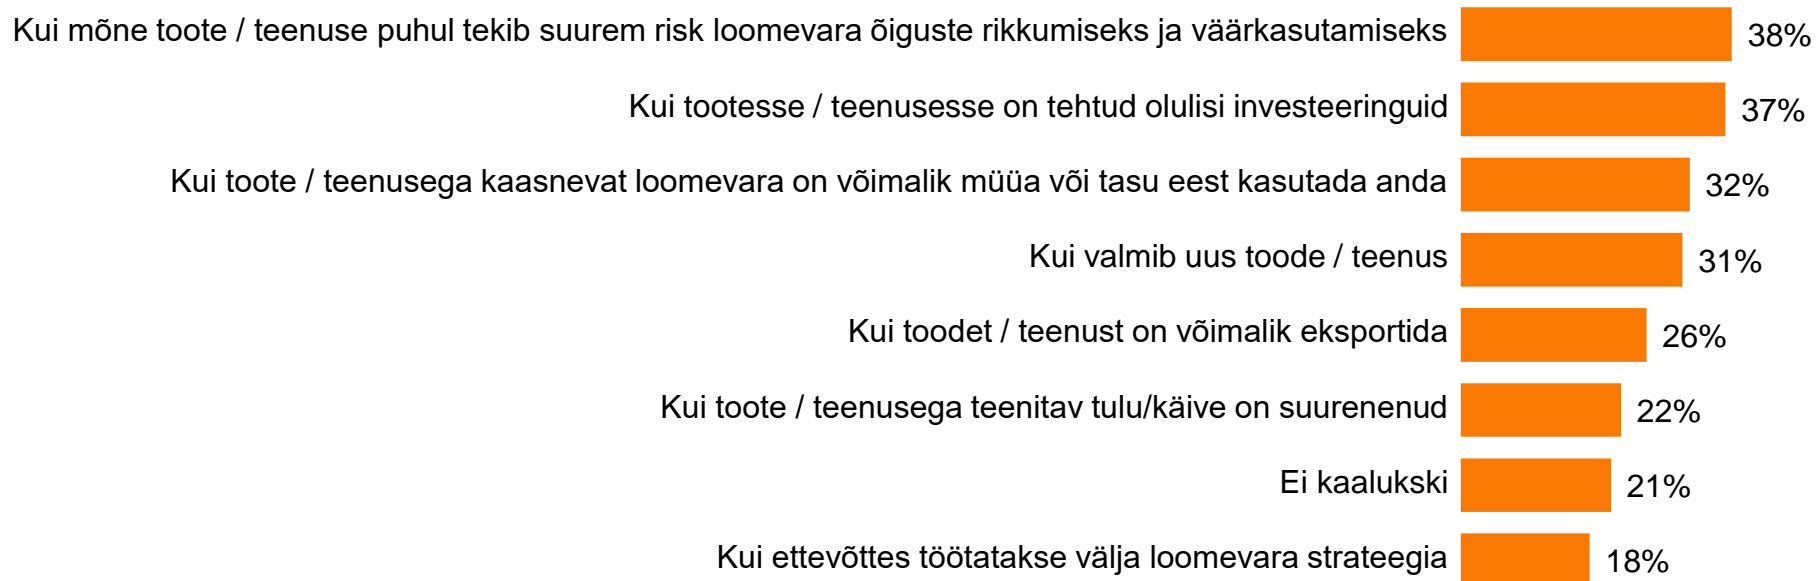 Kui mõne toote / teenuse puhul tekib suurem risk loomevara õiguste rikkumiseks ja väärkasutamiseks 38%
Kui tootesse / teenusesse on tehtud olulisi investeeringuid 37%
Kui toote / teenusega kaasnevat loomevara on võimalik müüa või tasu eest kasutada anda 32%
Kui valmib uus toode / teenus 31%
Kui toodet / teenust on võimalik eksportida 26%
Kui toote / teenusega teenitav tulu/käive on suurenenud 22%
Ei kaalukski 21%
Kui ettevõttes töötatakse välja loomevara strateegia 18%